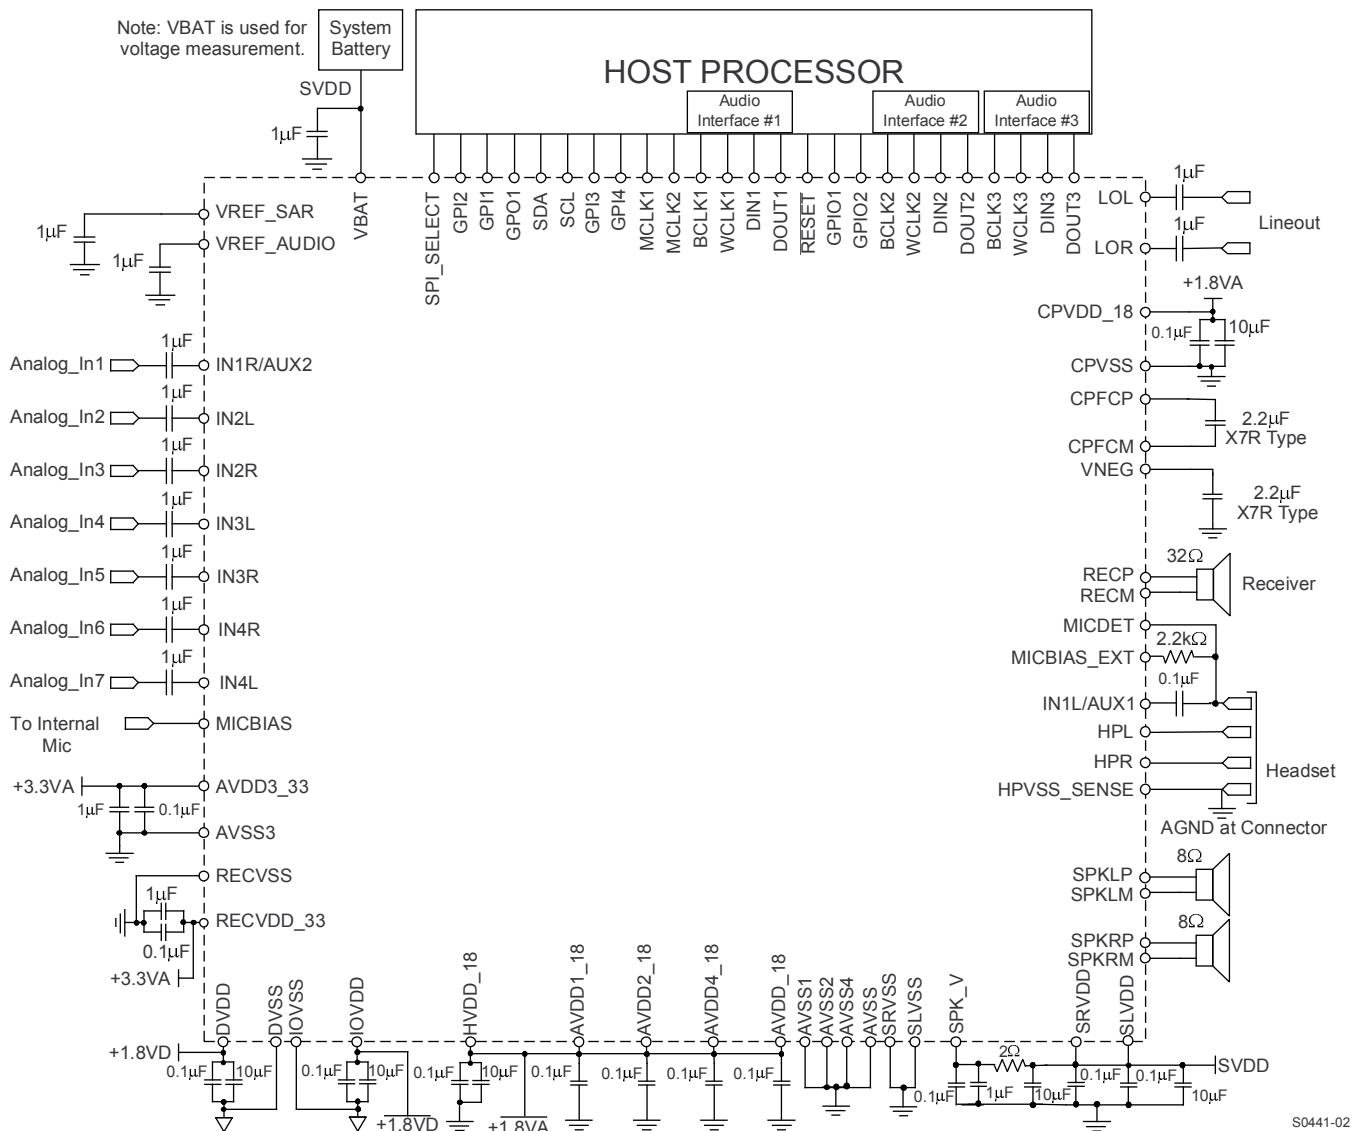 Note: VBAT is used for
voltage measurement.
System
Battery
HOST PROCESSOR
Audio
Interface #1
Audio
Interface #2
Audio
Interface #3
SVDD
1µF
VBAT
SPI_SELECT
GPI2
GPI1
GPO1
SDA
SCL
GPI3
GPI4
MCLK1
MCLK2
BCLK1
WCLK1
DIN1
DOUT1
RESET
GPIO1
GPIO2
BCLK2
WCLK2
DIN2
DOUT2
BCLK3
WCLK3
DIN3
DOUT3
1µF
VREF_SAR
1µF
VREF_AUDIO
1µF
Analog_In1
IN1R/AUX2
1µF
Analog_In2
IN2L
1µF
Analog_In3
IN2R
1µF
Analog_In4
IN3L
1µF
Analog_In5
IN3R
1µF
Analog_In6
IN4R
1µF
Analog_In7
IN4L
To Internal
Mic
MICBIAS
+3.3VA
AVDD3_33
1µF
0.1µF
AVSS3
RECVSS
1µF
RECVDD_33
0.1µF
+3.3VA
LOL
1µF
LOR
1µF
Lineout
+1.8VA
CPVDD_18
0.1µF
10µF
CPVSS
CPFCP
2.2µF
X7R Type
CPFCM
VNEG
2.2µF
X7R Type
32Ω
RECP
RECM
Receiver
MICDET
2.2kΩ
MICBIAS_EXT
0.1µF
IN1L/AUX1
HPL
HPR
HPVSS_SENSE
Headset
AGND at Connector
8Ω
SPKLP
SPKLM
8Ω
SPKRP
SPKRM
DVDD
DVSS
IOVSS
IOVDD
HVDD_18
AVDD1_18
AVDD2_18
AVDD4_18
AVDD_18
AVSS1
AVSS2
AVSS4
AVSS
SRVSS
SLVSS
SPK_V
SRVDD
SLVDD
+1.8VD
0.1µF
10µF
0.1µF
10µF
+1.8VD
0.1µF
10µF
+1.8VA
0.1µF
0.1µF
0.1µF
0.1µF
0.1µF
1µF
2Ω
10µF
0.1µF
0.1µF
10µF
SVDD
S0441-02